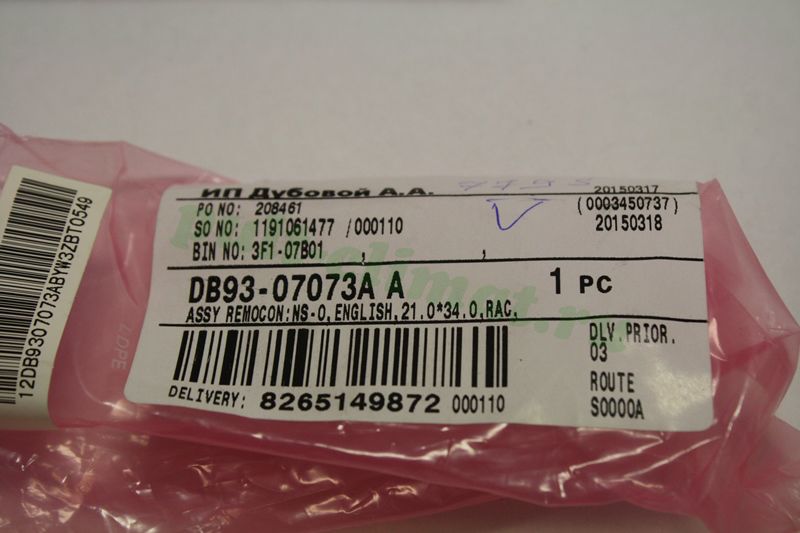 ИП Дубовой А.А.
20150317
PO NO: 208461
(0003450737)
SO NO: 1191061477 /000110
20150318
BIN NO: 3F1-07B01 , ,
DB93-07073A A 1 PC
ASSY REMOCON:NS-0,ENGLISH,21.0*34.0,RAC,
DLV.PRIOR.
03
ROUTE
S0000A
DELIVERY: 8265149872 000110
12DB9307073ABYW3ZBT0549
LDPE